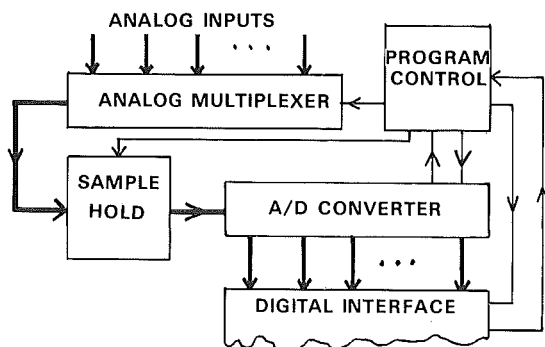 ANALOG INPUTS
PROGRAM
CONTROL
ANALOG MULTIPLEXER
SAMPLE
HOLD
A/D CONVERTER
DIGITAL INTERFACE